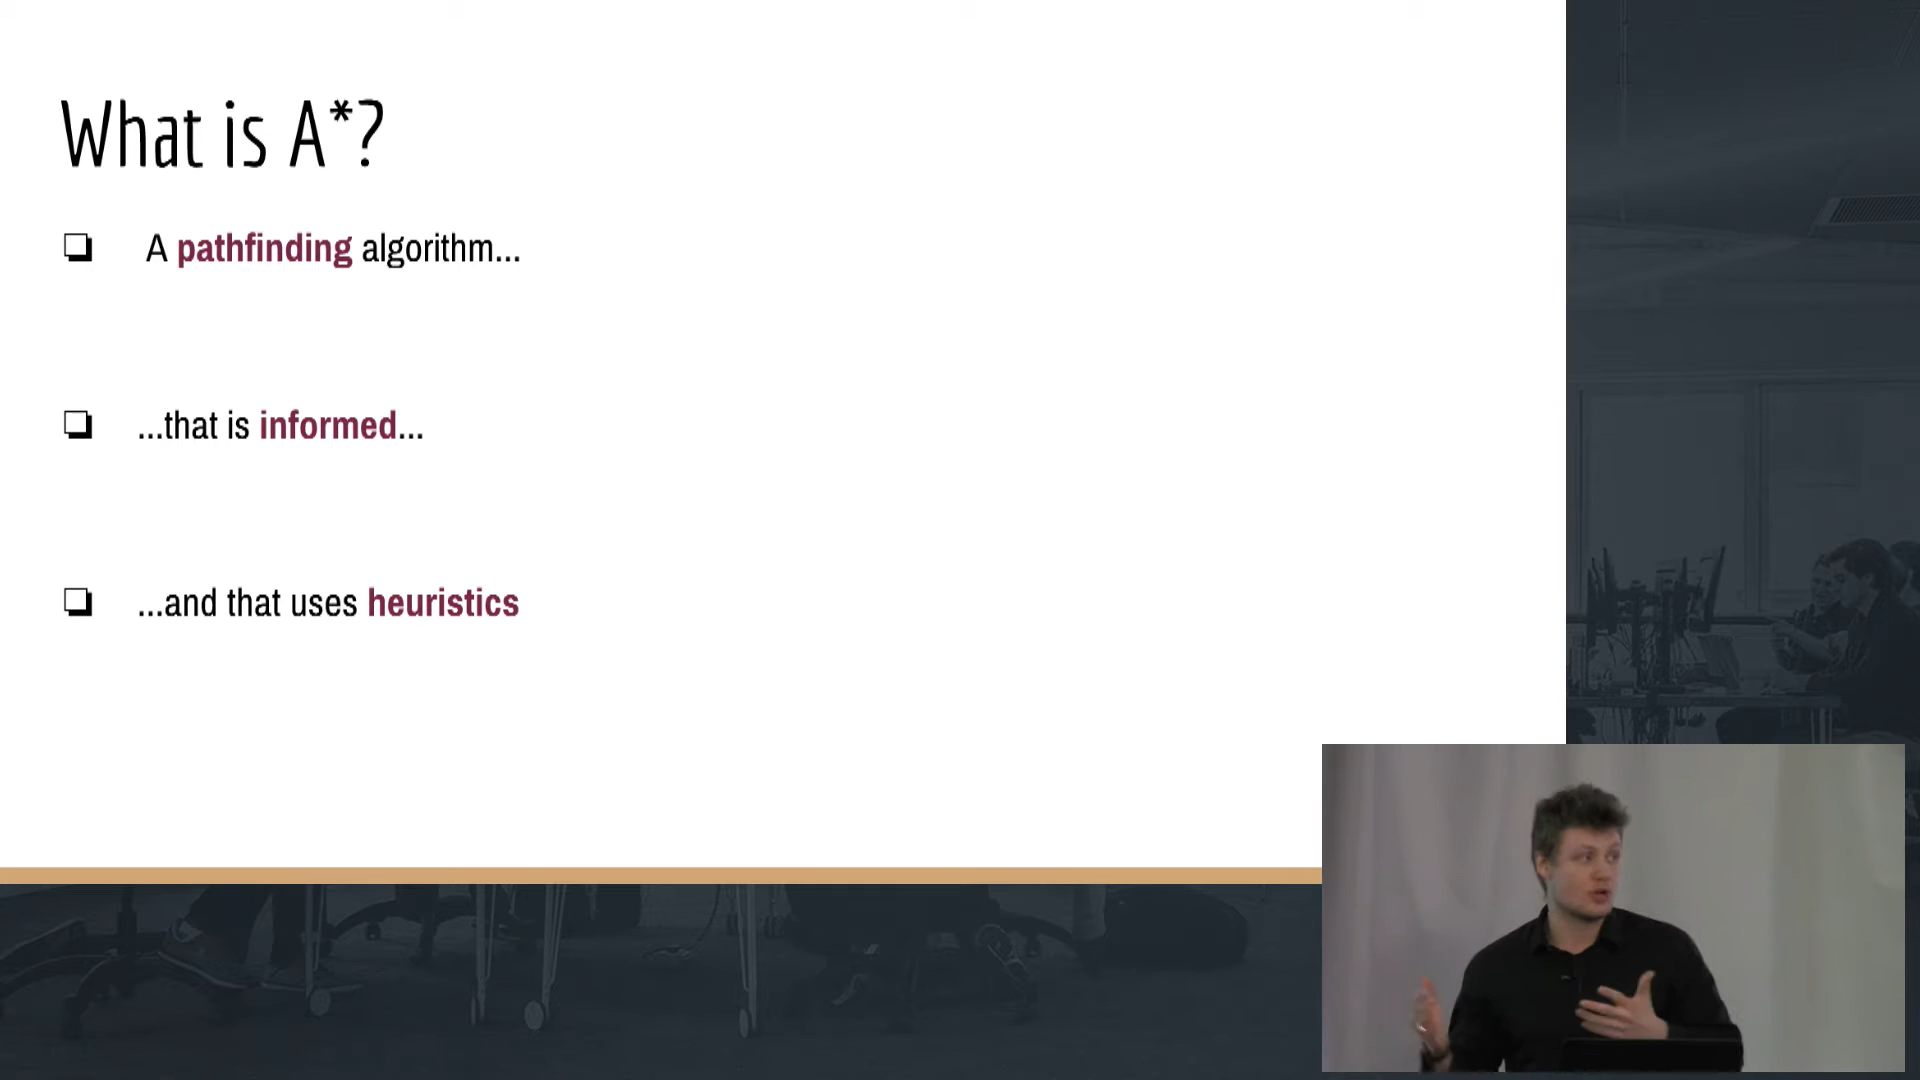 What is A*?
A pathfinding algorithm...
...that is informed...
...and that uses heuristics